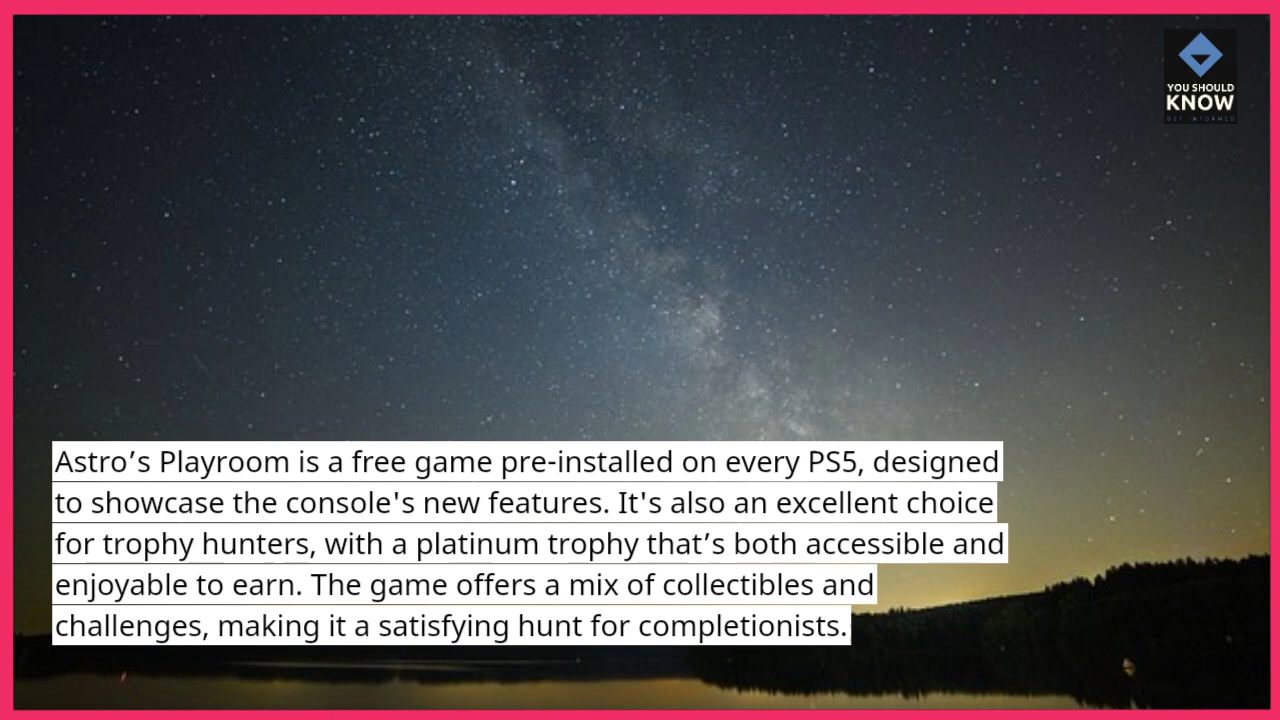 YOU SHOULD
KNOW
GET INFORMED
Astro’s Playroom is a free game pre-installed on every PS5, designed
to showcase the console's new features. It's also an excellent choice
for trophy hunters, with a platinum trophy that’s both accessible and
enjoyable to earn. The game offers a mix of collectibles and
challenges, making it a satisfying hunt for completionists.